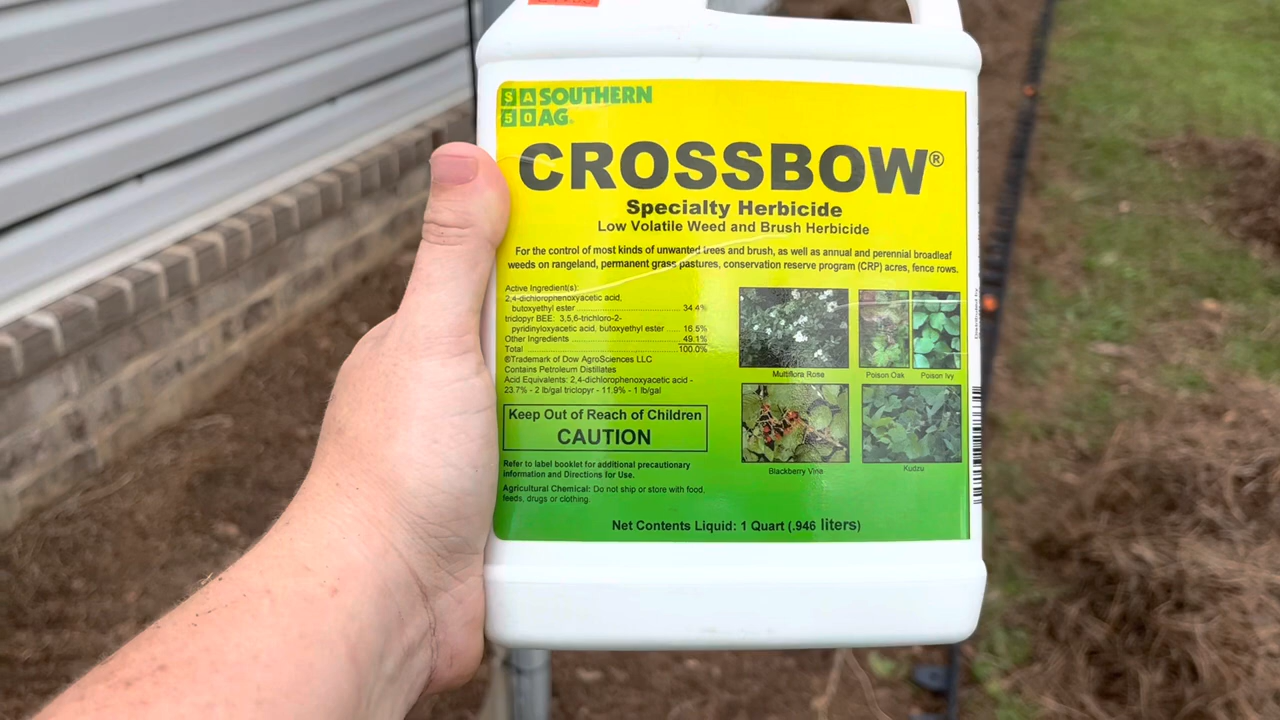 SA SOUTHERN
50 AG®
CROSSBOW®
Specialty Herbicide
Low Volatile Weed and Brush Herbicide
For the control of most kinds of unwanted trees and brush, as well as annual and perennial broadleaf
weeds on rangeland, permanent grass pastures, conservation reserve program (CRP) acres, fence rows.
Active Ingredient(s):
2,4-dichlorophenoxyacetic acid,
butoxyethyl ester 34.4%
triclopyr BEE: 3,5,6-trichloro-2-
pyridinyloxyacetic acid, butoxyethyl ester 16.5%
Other Ingredients 49.1%
Total 100.0%
®Trademark of Dow AgroSciences LLC
Contains Petroleum Distillates
Acid Equivalents: 2,4-dichlorophenoxyacetic acid -
23.7% - 2 lb/gal triclopyr - 11.9% - 1 lb/gal
Multiflora Rose
Poison Oak
Poison Ivy
Blackberry Vine
Kudzu
Keep Out of Reach of Children
CAUTION
Refer to label booklet for additional precautionary
information and Directions for Use.
Agricultural Chemical: Do not ship or store with food,
feeds, drugs or clothing.
Net Contents Liquid: 1 Quart (.946 liters)